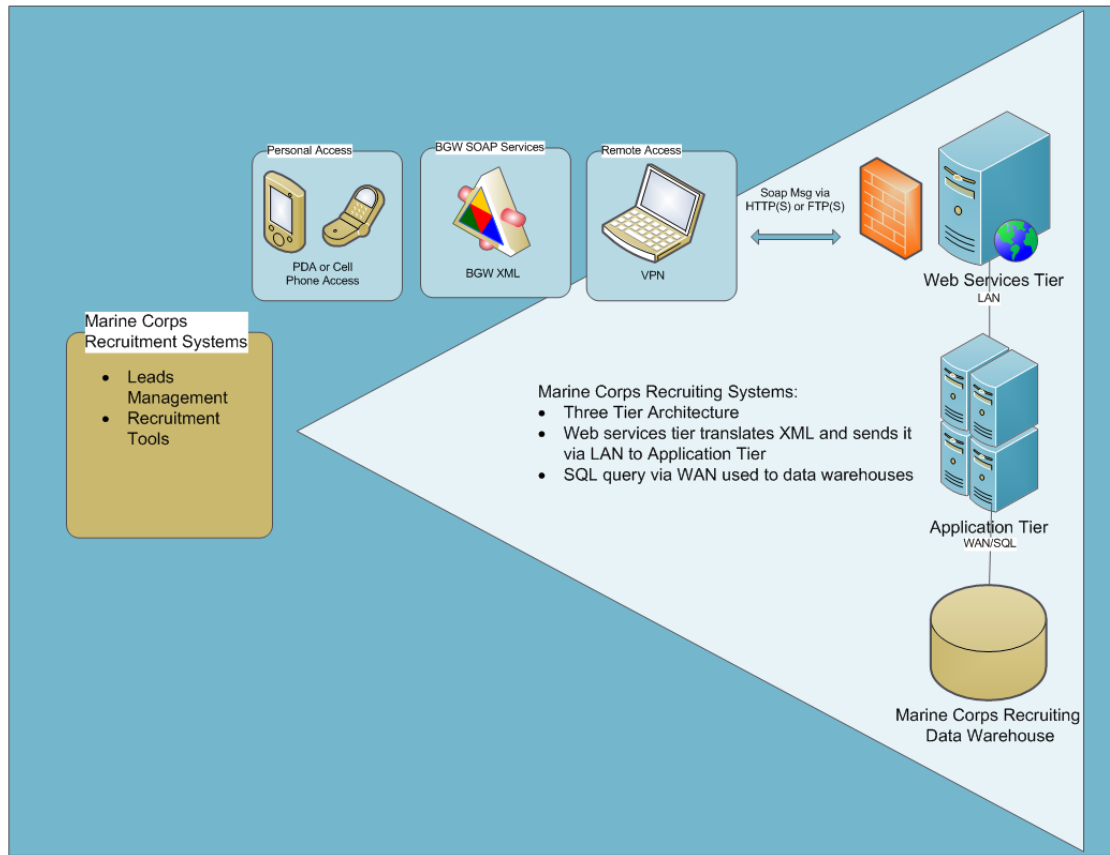 Personal Access
PDA or Cell
Phone Access
BGW SOAP Services
BGW XML
Remote Access
VPN
Soap Msg via
HTTP(S) or FTP(S)
Web Services Tier
LAN
Marine Corps
Recruitment Systems
• Leads
Management
• Recruitment
Tools
Marine Corps Recruiting Systems:
• Three Tier Architecture
• Web services tier translates XML and sends it
via LAN to Application Tier
• SQL query via WAN used to data warehouses
Application Tier
WAN/SQL
Marine Corps Recruiting
Data Warehouse